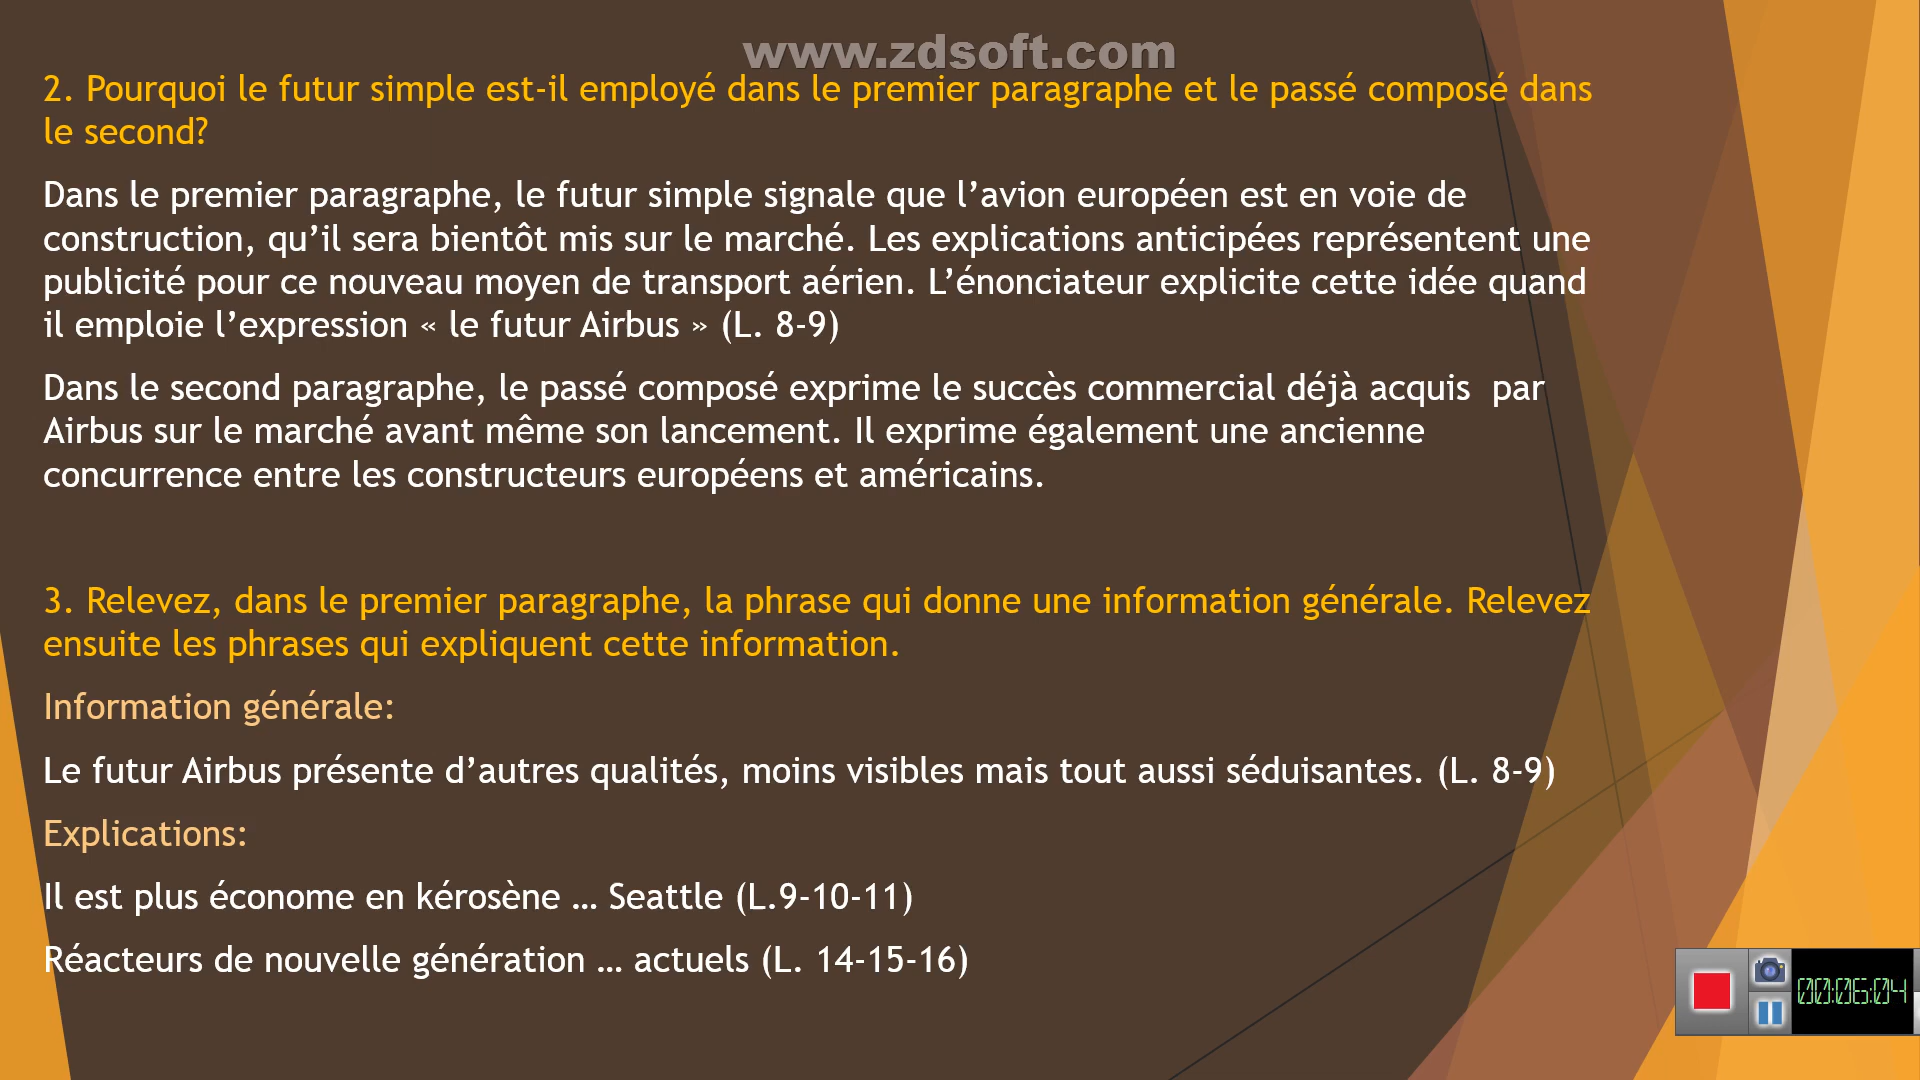 www.zdsoft.com
2. Pourquoi le futur simple est-il employé dans le premier paragraphe et le passé composé dans
le second?
Dans le premier paragraphe, le futur simple signale que l’avion européen est en voie de
construction, qu’il sera bientôt mis sur le marché. Les explications anticipées représentent une
publicité pour ce nouveau moyen de transport aérien. L’énonciateur explicite cette idée quand
il emploie l’expression « le futur Airbus » (L. 8-9)
Dans le second paragraphe, le passé composé exprime le succès commercial déjà acquis  par
Airbus sur le marché avant même son lancement. Il exprime également une ancienne
concurrence entre les constructeurs européens et américains.
3. Relevez, dans le premier paragraphe, la phrase qui donne une information générale. Relevez
ensuite les phrases qui expliquent cette information.
Information générale:
Le futur Airbus présente d’autres qualités, moins visibles mais tout aussi séduisantes. (L. 8-9)
Explications:
Il est plus économe en kérosène … Seattle (L.9-10-11)
Réacteurs de nouvelle génération … actuels (L. 14-15-16)
00:06:04